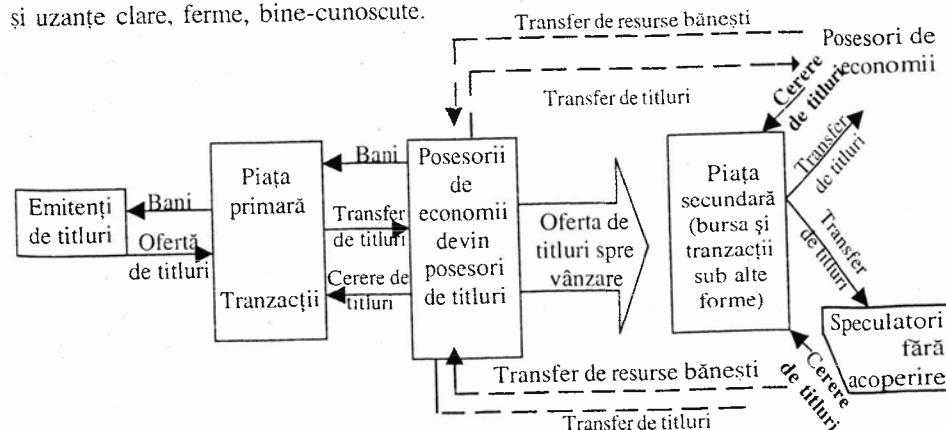 și uzanțe clare, ferme, bine-cunoscute.
Transfer de resurse bănești
Posesori de
economii
Transfer de titluri
Cerere
de titluri
Transfer
de titluri
Emitenți
de titluri
Bani
Ofertă
de titluri
Piața
primară
Tranzacții
Bani
Transfer
de titluri
Cerere de
titluri
Posesorii
de
economii
devin
posesori
de titluri
Oferta de
titluri spre
vânzare
Piața
secundară
(bursa și
tranzacții
sub alte
forme)
Transfer
de titluri
Speculatori
fără
acoperire
Cerere
de titluri
Transfer de resurse bănești
Transfer de titluri